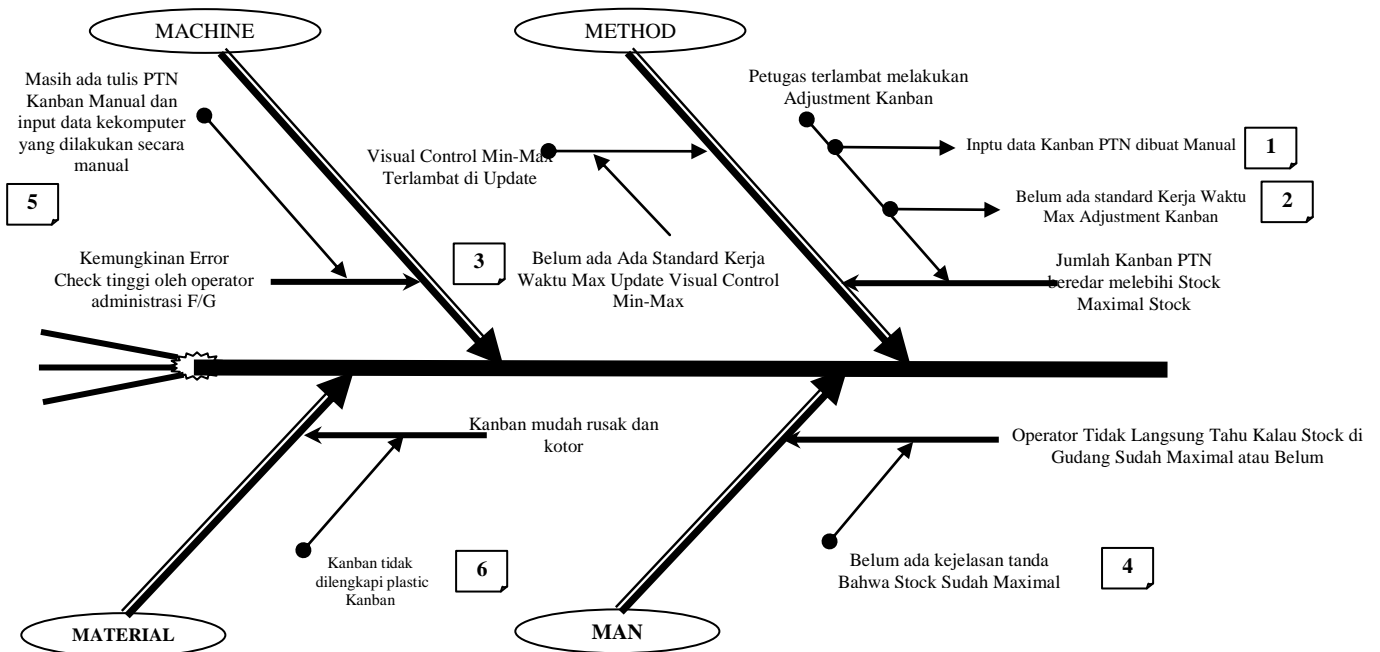 MACHINE
Masih ada tulis PTN
Kanban Manual dan
input data kekomputer
yang dilakukan secara
manual
5
Kemungkinan Error
Check tinggi oleh operator
administrasi F/G
METHOD
Petugas terlambat melakukan
Adjustment Kanban
Inptu data Kanban PTN dibuat Manual
1
Belum ada standard Kerja Waktu
Max Adjustment Kanban
2
Visual Control Min-Max
Terlambat di Update
3
Belum ada Ada Standard Kerja
Waktu Max Update Visual Control
Min-Max
Jumlah Kanban PTN
beredar melebihi Stock
Maximal Stock
Kanban mudah rusak dan
kotor
Kanban tidak
dilengkapi plastic
Kanban
6
MATERIAL
Operator Tidak Langsung Tahu Kalau Stock di
Gudang Sudah Maximal atau Belum
Belum ada kejelasan tanda
Bahwa Stock Sudah Maximal
4
MAN